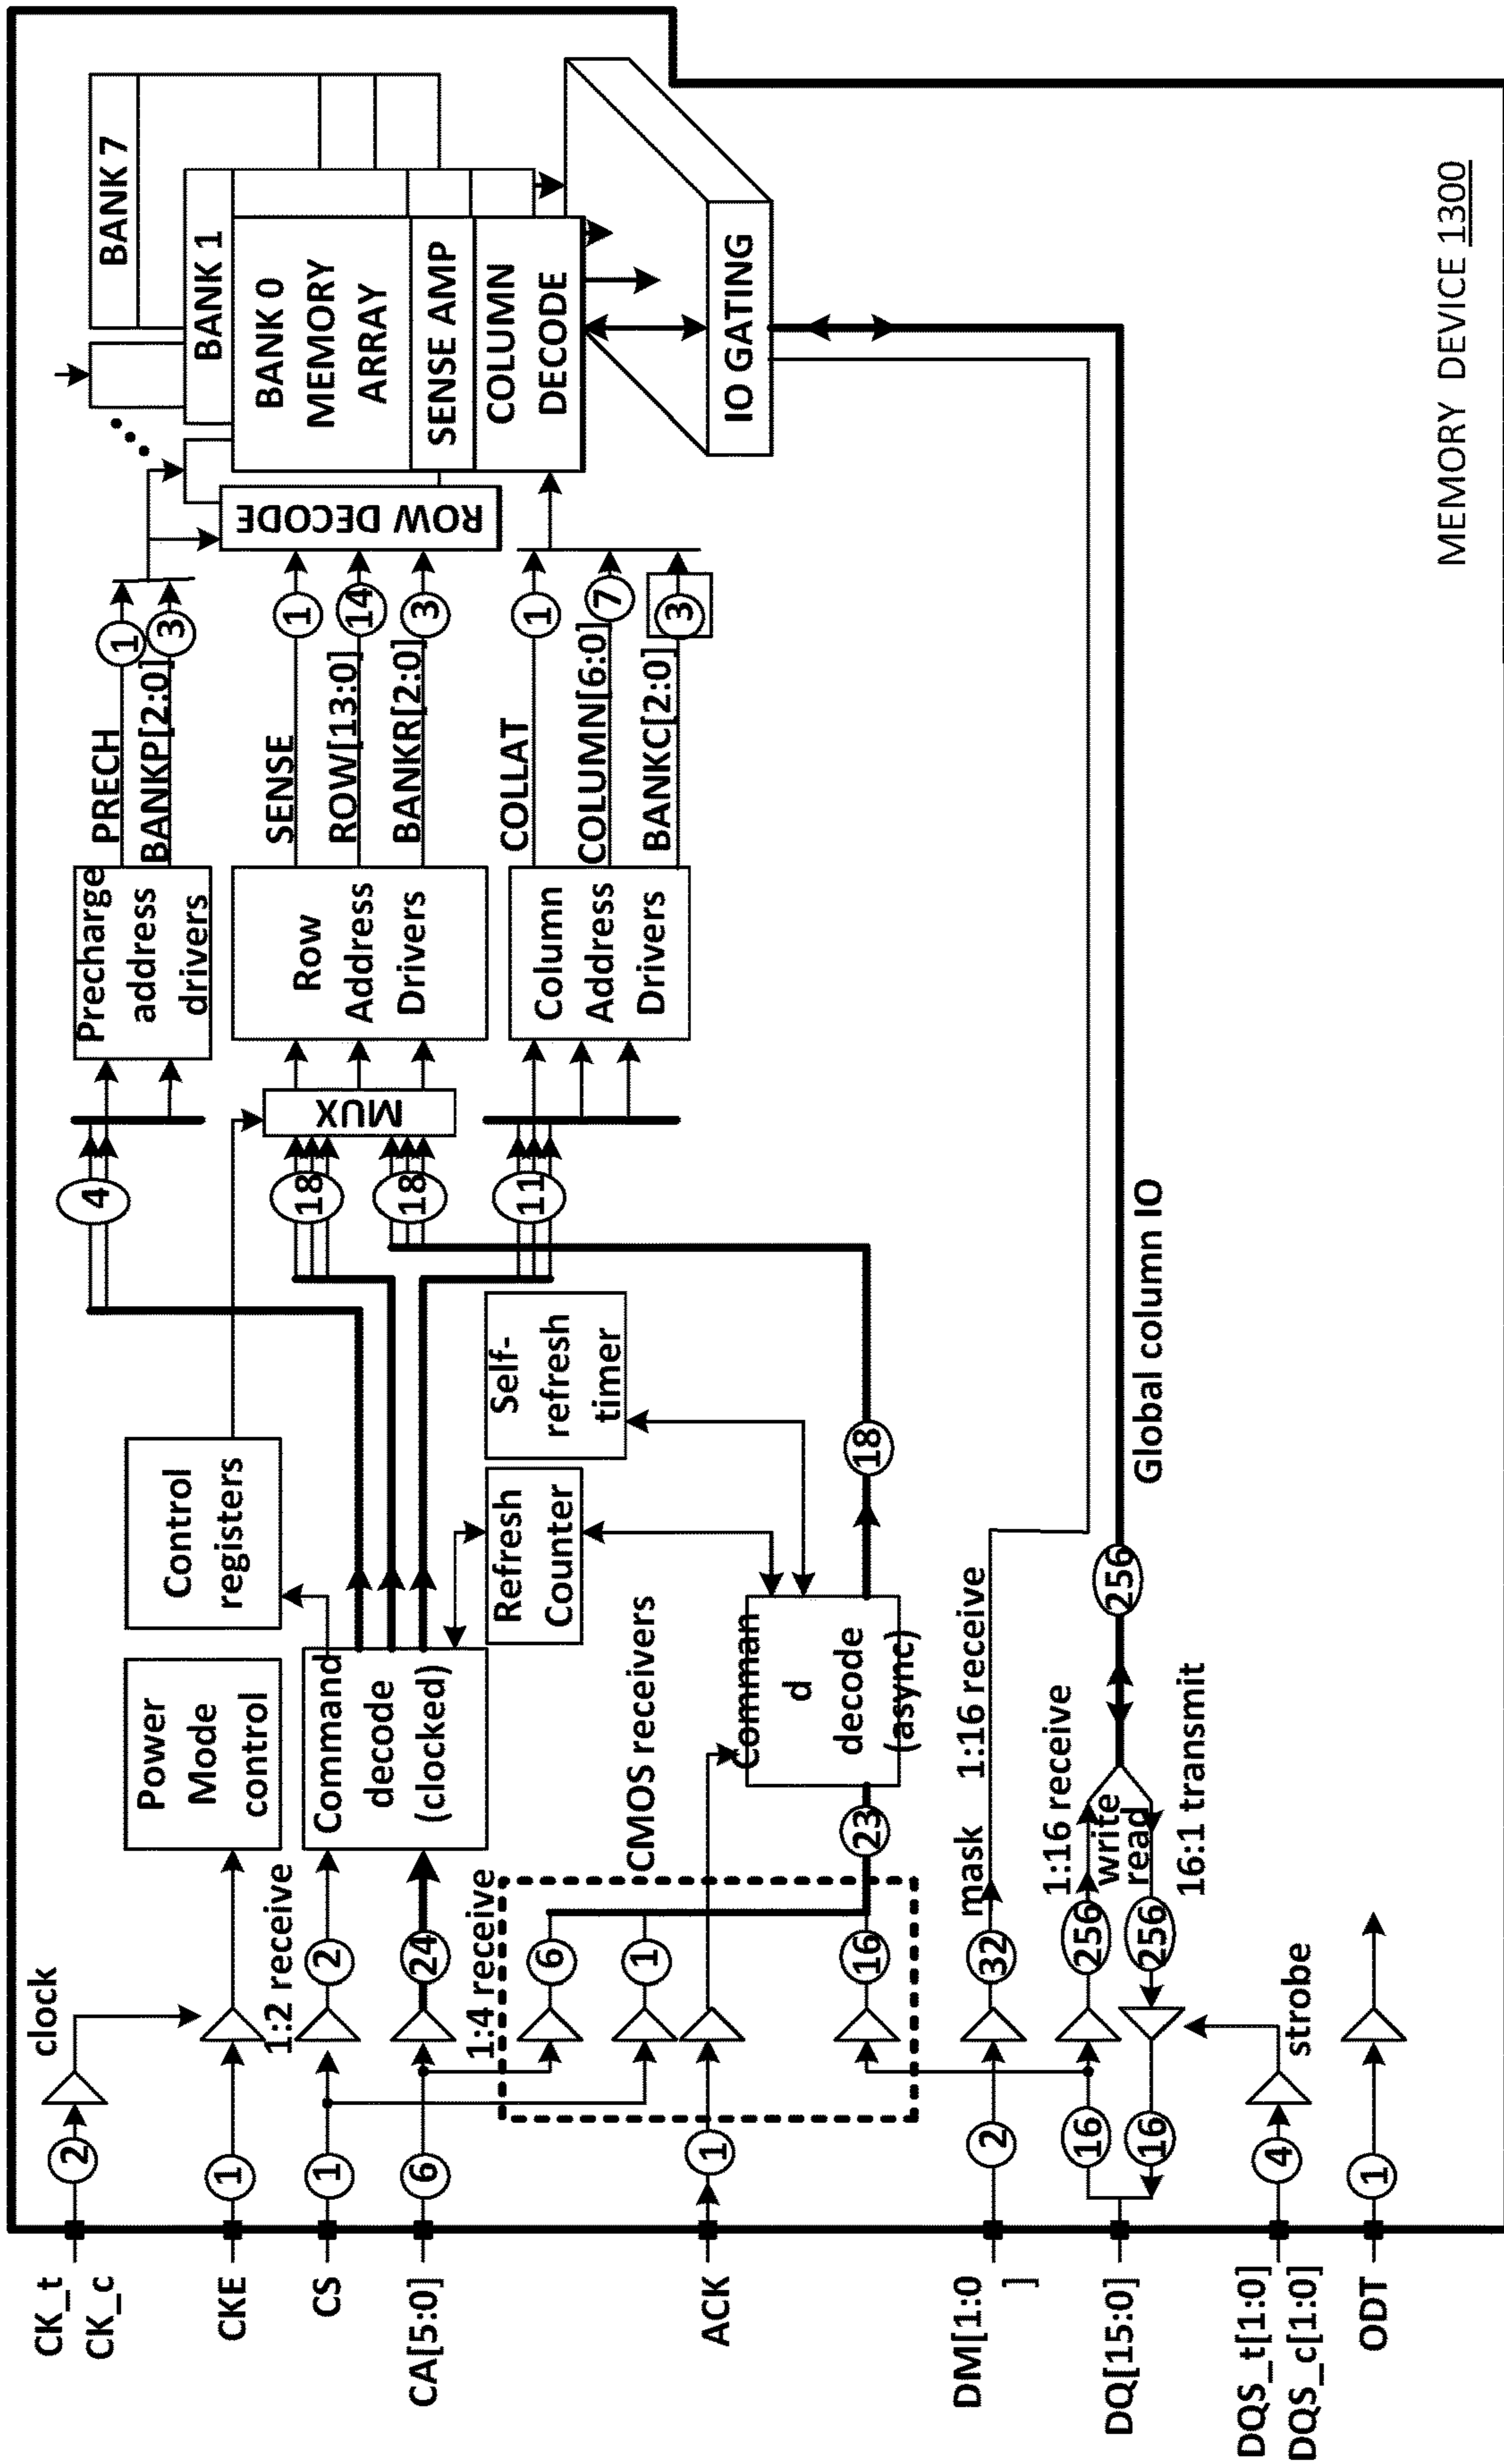 CK_t
CK_c
CKE
CS
CA[5:0]
ACK
DM[1:0
]
DQ[15:0]
DQS_t[1:0]
DQS_c[1:0]
ODT
2
1
1
6
1
2
16
16
4
1
clock
1:2 receive
2
24
1:4 receive
6
1
16
32
256
256
strobe
Power
Mode
control
Command
decode
(clocked)
CMOS receivers
23
Comman
d
decode
(async)
mask
1:16 receive
1:16 receive
write
read
16:1 transmit
256
Global column IO
Control
registers
Refresh
Counter
Self-
refresh
timer
18
4
18
18
11
MUX
Precharge
address
drivers
Row
Address
Drivers
Column
Address
Drivers
PRECH
BANKP[2:0]
SENSE
ROW[13:0]
BANKR[2:0]
COLLAT
COLUMN[6:0]
BANKC[2:0]
1
3
1
14
3
1
7
3
ROW DECODE
BANK 7
BANK 1
BANK 0
MEMORY
ARRAY
SENSE AMP
COLUMN
DECODE
IO GATING
MEMORY DEVICE 1300